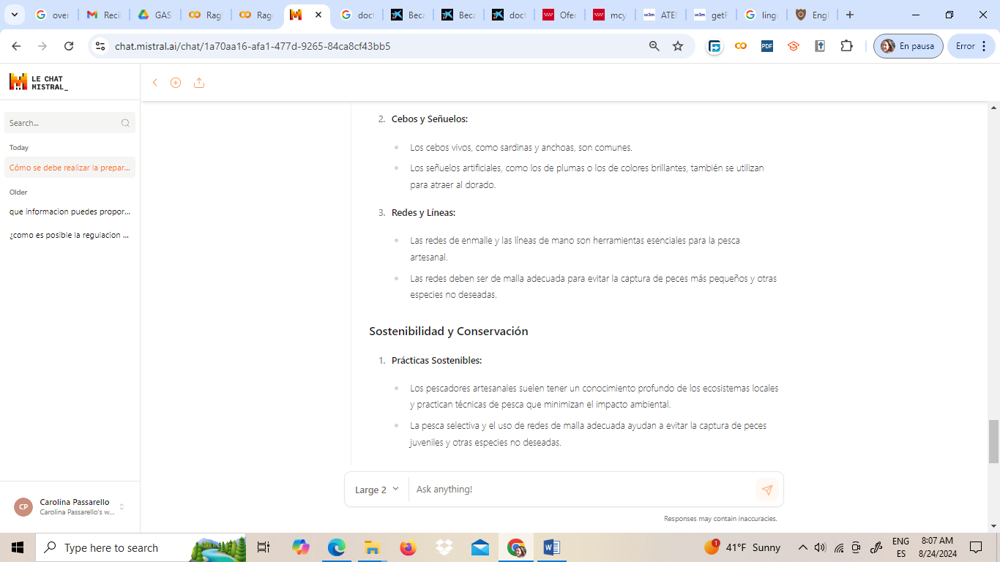 over
Reci
GAS
Rag
Rag
doct
Beca
Beca
doct
Ofer
mcy
ATE
getF
ling
Engl
chat.mistral.ai/chat/1a70aa16-afa1-477d-9265-84ca8cf43bb5
PDF
En pausa
Error
LE CHAT
MISTRAL_
Search...
Today
Cómo se debe realizar la prepar...
Older
que informacion puedes propor...
¿como es posible la regulacion ...
2. Cebos y Señuelos:
Los cebos vivos, como sardinas y anchoas, son comunes.
Los señuelos artificiales, como los de plumas o los de colores brillantes, también se utilizan
para atraer al dorado.
3. Redes y Líneas:
Las redes de enmalle y las líneas de mano son herramientas esenciales para la pesca
artesanal.
Las redes deben ser de malla adecuada para evitar la captura de peces más pequeños y otras
especies no deseadas.
Sostenibilidad y Conservación
1. Prácticas Sostenibles:
Los pescadores artesanales suelen tener un conocimiento profundo de los ecosistemas locales
y practican técnicas de pesca que minimizan el impacto ambiental.
La pesca selectiva y el uso de redes de malla adecuada ayudan a evitar la captura de peces
juveniles y otras especies no deseadas.
Large 2
Ask anything!
Responses may contain inaccuracies.
CP
Carolina Passarello
Carolina Passarello's w...
Type here to search
1
41°F Sunny
ENG
ES
8:07 AM
8/24/2024